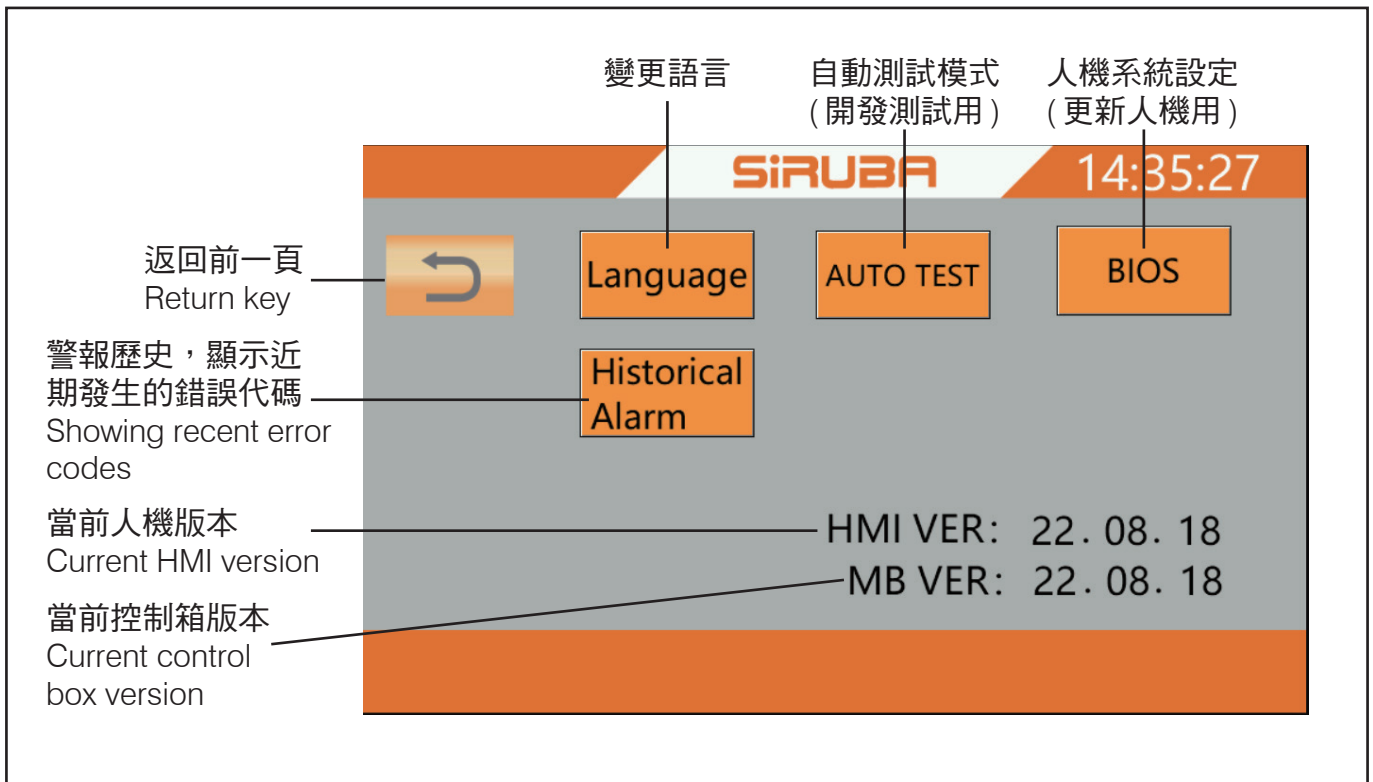 變更語言
自動測試模式
(開發測試用)
人機系統設定
(更新人機用)
SiRUBA
14:35:27
返回前一頁
Return key
Language
AUTO TEST
BIOS
警報歷史，顯示近
期發生的錯誤代碼
Showing recent error
codes
Historical
Alarm
當前人機版本
Current HMI version
HMI VER: 22. 08. 18
當前控制箱版本
Current control
box version
MB VER: 22. 08. 18